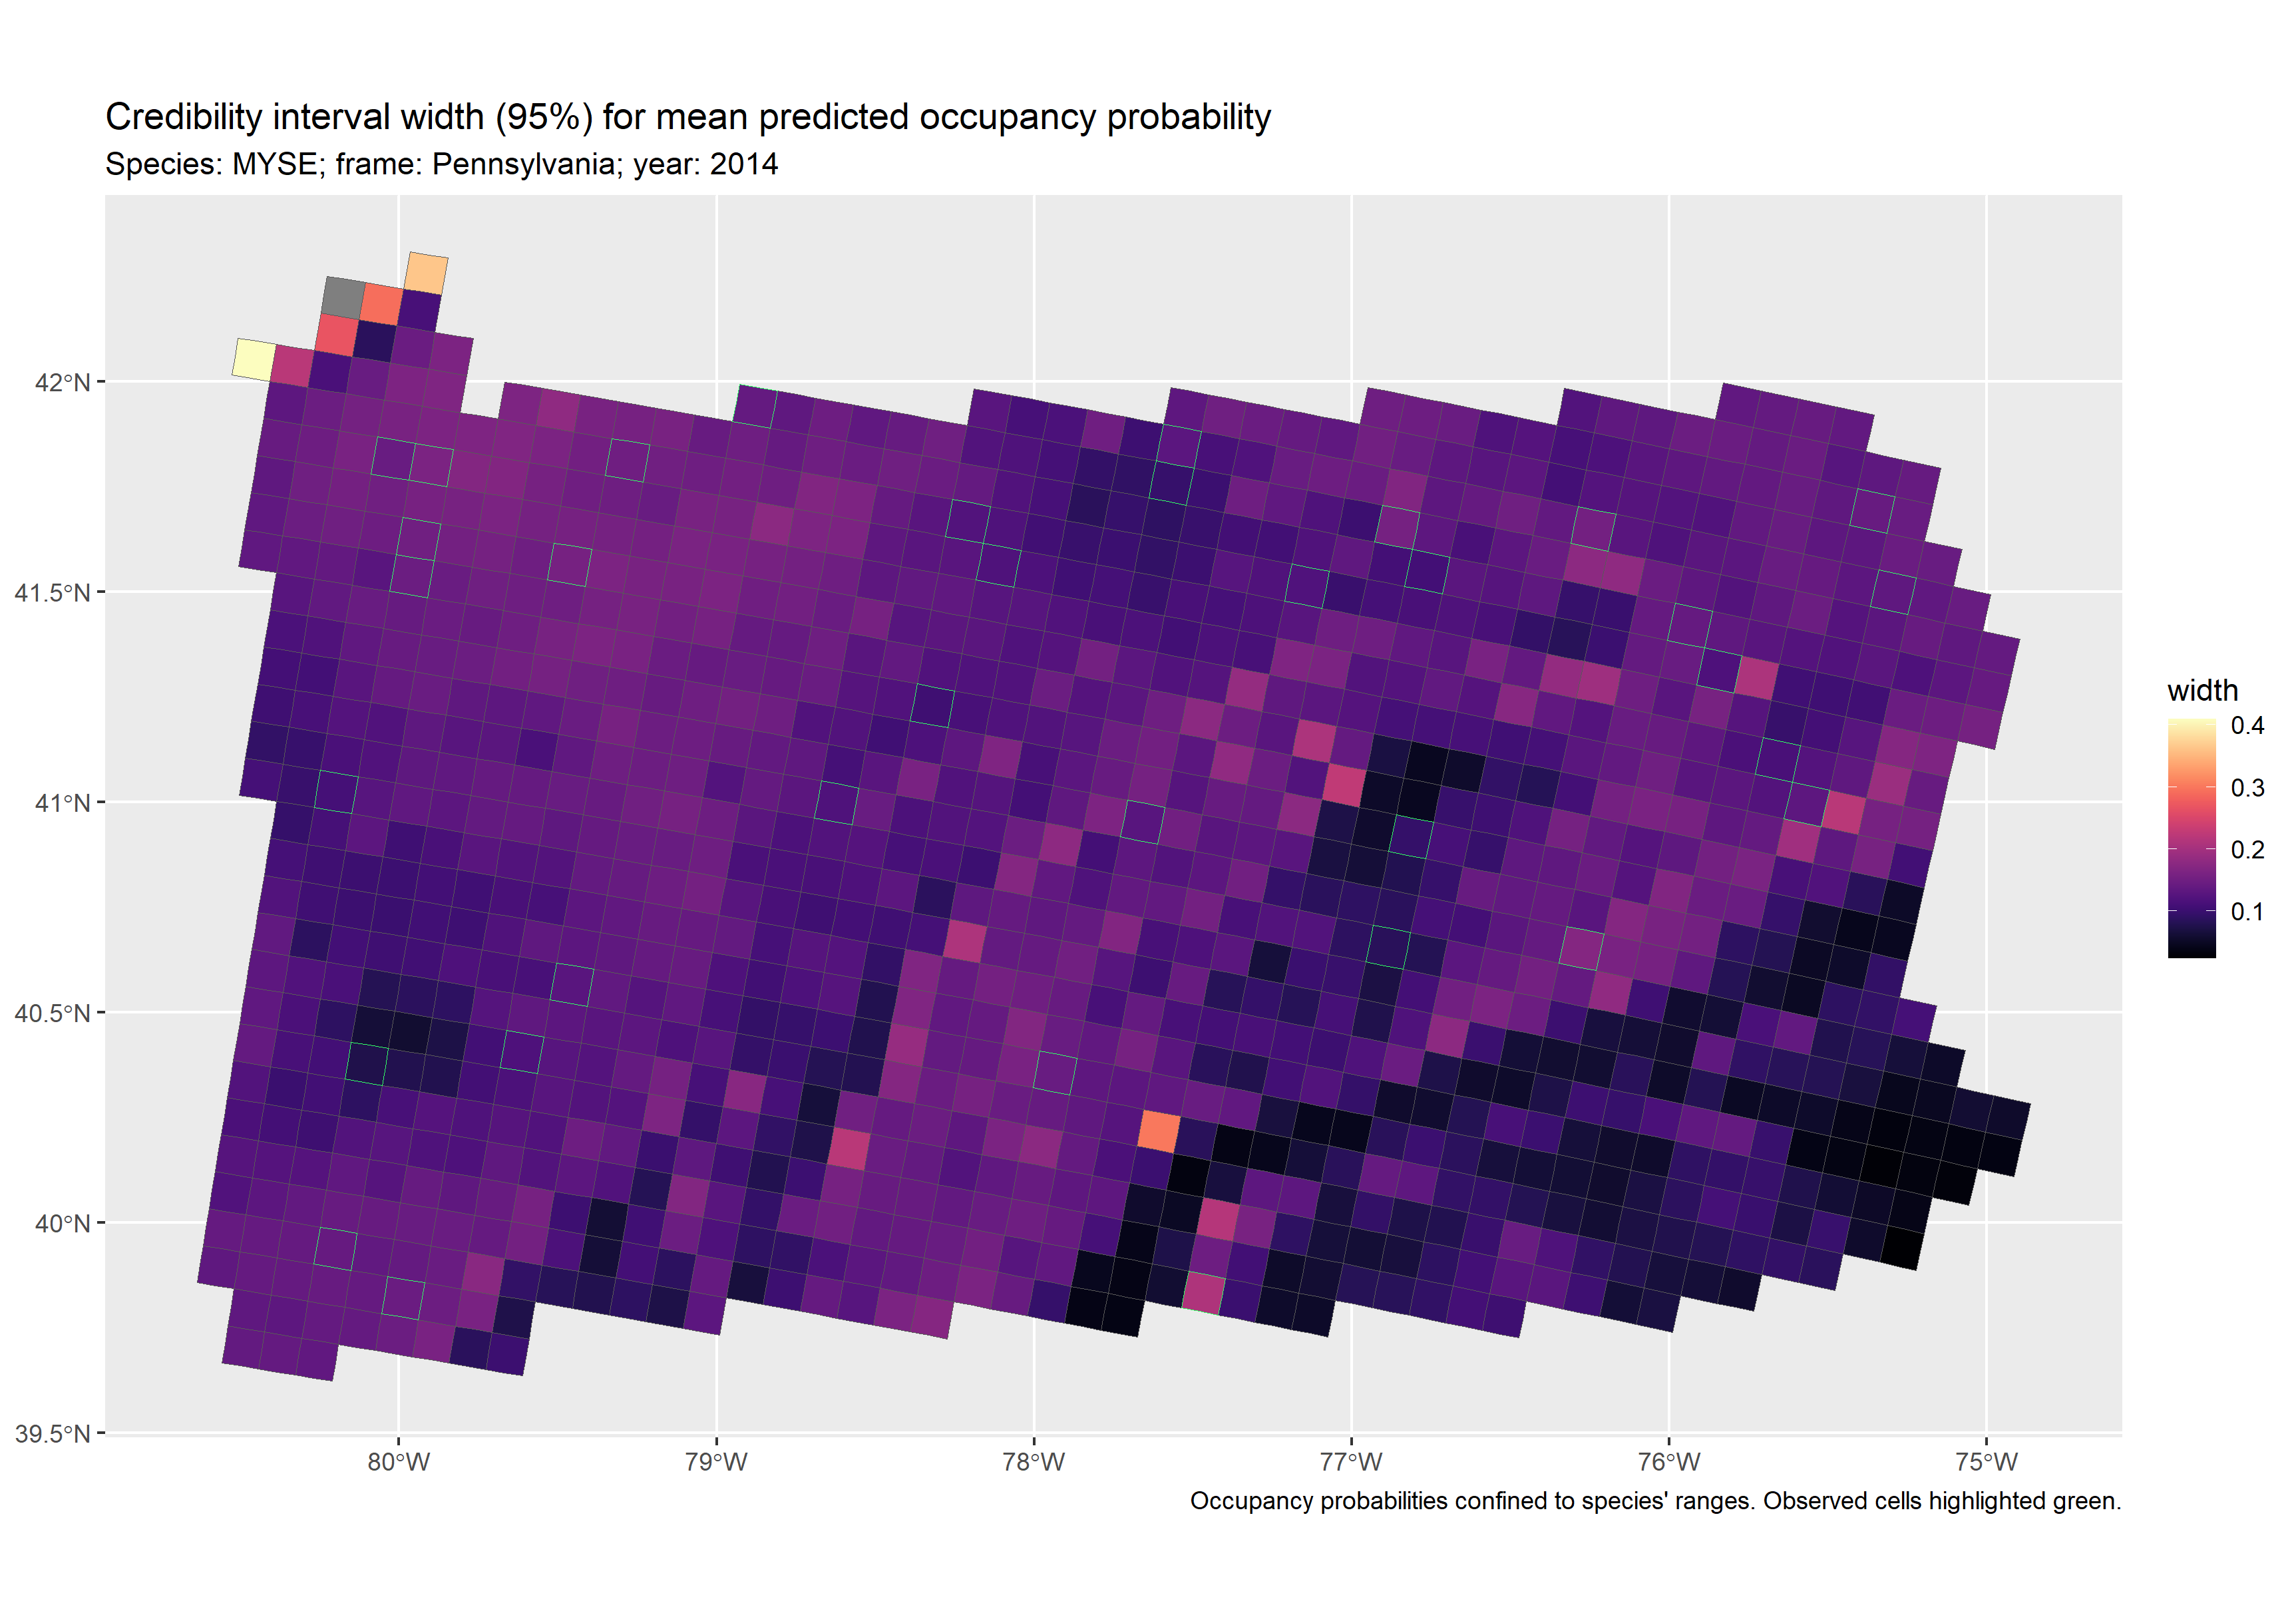 Credibility interval width (95%) for mean predicted occupancy probability
Species: MYSE; frame: Pennsylvania; year: 2014
42°N
41.5°N
41°N
40.5°N
40°N
39.5°N
80°W
79°W
78°W
77°W
76°W
75°W
width
0.4
0.3
0.2
0.1
Occupancy probabilities confined to species' ranges. Observed cells highlighted green.